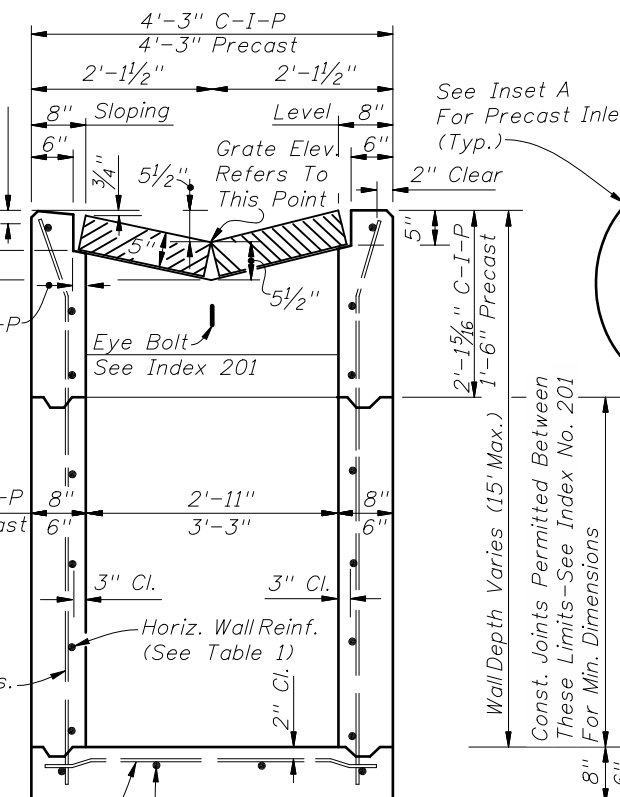 4'-3" C-I-P
4'-3" Precast
2'-1½"
2'-1½"
8"
Sloping
Level
8"
6"
6"
See Inset A
For Precast Inle
(Typ.)
¾"
5½"
Grate Elev.
Refers To
This Point
2" Clear
5"
5"
5½"
-P
Eye Bolt
See Index 201
2'-1 5/16" C-I-P
1'-6" Precast
Wall Depth Varies (15' Max.)
Const. Joints Permitted Between
These Limits-See Index No. 201
For Min. Dimensions
-P
ast
8"
6"
2'-11"
3'-3"
8"
6"
3" Cl.
3" Cl.
Horiz. Wall Reinf.
(See Table 1)
s.
2" Cl.
8"
6"